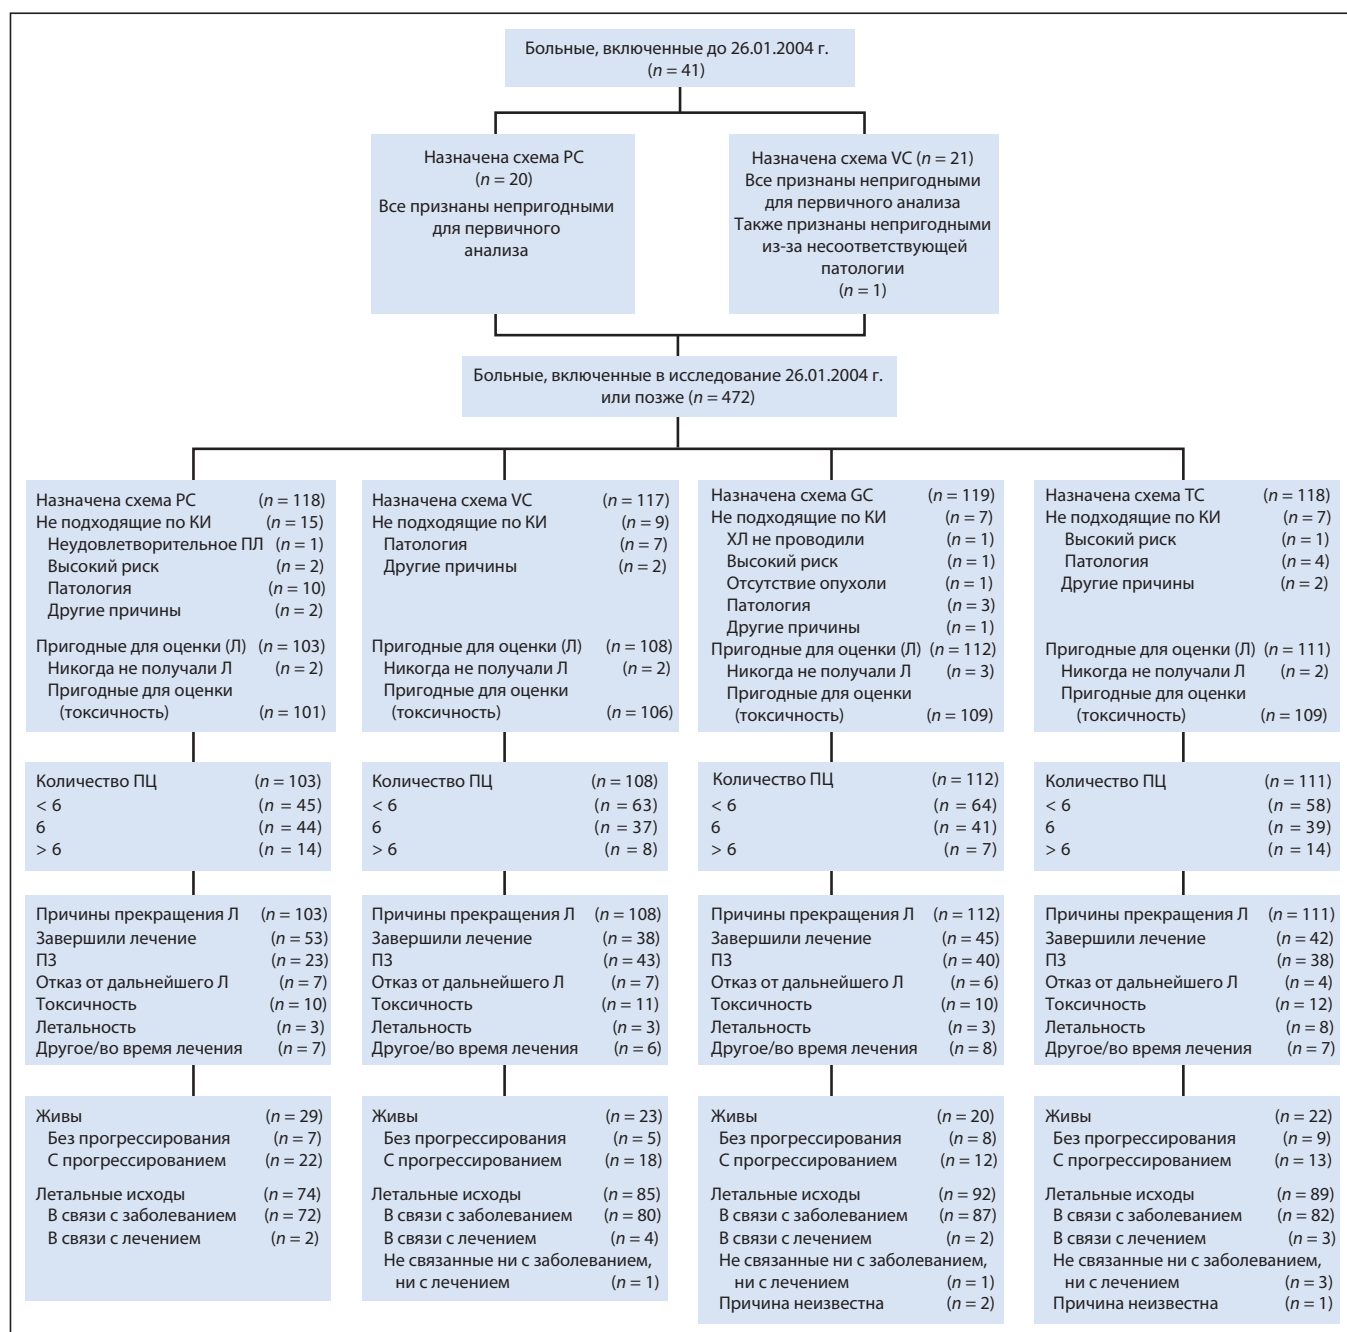 Больные, включенные до 26.01.2004 г.
(n = 41)
Назначена схема PC
(n = 20)
Все признаны непригодными
для первичного
анализа
Назначена схема VC (n = 21)
Все признаны непригодными
для первичного анализа
Также признаны непригодными
из-за несоответствующей
патологии
(n = 1)
Больные, включенные в исследование 26.01.2004 г.
или позже (n = 472)
Назначена схема PC (n = 118)
Не подходящие по КИ (n = 15)
Неудовлетворительное ПЛ (n = 1)
Высокий риск (n = 2)
Патология (n = 10)
Другие причины (n = 2)
Пригодные для оценки (Л) (n = 103)
Никогда не получали Л (n = 2)
Пригодные для оценки
(токсичность) (n = 101)
Назначена схема VC (n = 117)
Не подходящие по КИ (n = 9)
Патология (n = 7)
Другие причины (n = 2)
Пригодные для оценки (Л) (n = 108)
Никогда не получали Л (n = 2)
Пригодные для оценки
(токсичность) (n = 106)
Назначена схема GC (n = 119)
Не подходящие по КИ (n = 7)
ХЛ не проводили (n = 1)
Высокий риск (n = 1)
Отсутствие опухоли (n = 1)
Патология (n = 3)
Другие причины (n = 1)
Пригодные для оценки (Л) (n = 112)
Никогда не получали Л (n = 3)
Пригодные для оценки
(токсичность) (n = 109)
Назначена схема TC (n = 118)
Не подходящие по КИ (n = 7)
Высокий риск (n = 1)
Патология (n = 4)
Другие причины (n = 2)
Пригодные для оценки (Л) (n = 111)
Никогда не получали Л (n = 2)
Пригодные для оценки
(токсичность) (n = 109)
Количество ПЦ (n = 103)
< 6 (n = 45)
6 (n = 44)
> 6 (n = 14)
Количество ПЦ (n = 108)
< 6 (n = 63)
6 (n = 37)
> 6 (n = 8)
Количество ПЦ (n = 112)
< 6 (n = 64)
6 (n = 41)
> 6 (n = 7)
Количество ПЦ (n = 111)
< 6 (n = 58)
6 (n = 39)
> 6 (n = 14)
Причины прекращения Л (n = 103)
Завершили лечение (n = 53)
ПЗ (n = 23)
Отказ от дальнейшего Л (n = 7)
Токсичность (n = 10)
Летальность (n = 3)
Другое/во время лечения (n = 7)
Причины прекращения Л (n = 108)
Завершили лечение (n = 38)
ПЗ (n = 43)
Отказ от дальнейшего Л (n = 7)
Токсичность (n = 11)
Летальность (n = 3)
Другое/во время лечения (n = 6)
Причины прекращения Л (n = 112)
Завершили лечение (n = 45)
ПЗ (n = 40)
Отказ от дальнейшего Л (n = 6)
Токсичность (n = 10)
Летальность (n = 3)
Другое/во время лечения (n = 8)
Причины прекращения Л (n = 111)
Завершили лечение (n = 42)
ПЗ (n = 38)
Отказ от дальнейшего Л (n = 4)
Токсичность (n = 12)
Летальность (n = 8)
Другое/во время лечения (n = 7)
Живы (n = 29)
Без прогрессирования (n = 7)
С прогрессированием (n = 22)
Летальные исходы (n = 74)
В связи с заболеванием (n = 72)
В связи с лечением (n = 2)
Живы (n = 23)
Без прогрессирования (n = 5)
С прогрессированием (n = 18)
Летальные исходы (n = 85)
В связи с заболеванием (n = 80)
В связи с лечением (n = 4)
Не связанные ни с заболеванием,
ни с лечением (n = 1)
Живы (n = 20)
Без прогрессирования (n = 8)
С прогрессированием (n = 12)
Летальные исходы (n = 92)
В связи с заболеванием (n = 87)
В связи с лечением (n = 2)
Не связанные ни с заболеванием,
ни с лечением (n = 1)
Причина неизвестна (n = 2)
Живы (n = 22)
Без прогрессирования (n = 9)
С прогрессированием (n = 13)
Летальные исходы (n = 89)
В связи с заболеванием (n = 82)
В связи с лечением (n = 3)
Не связанные ни с заболеванием,
ни с лечением (n = 3)
Причина неизвестна (n = 1)